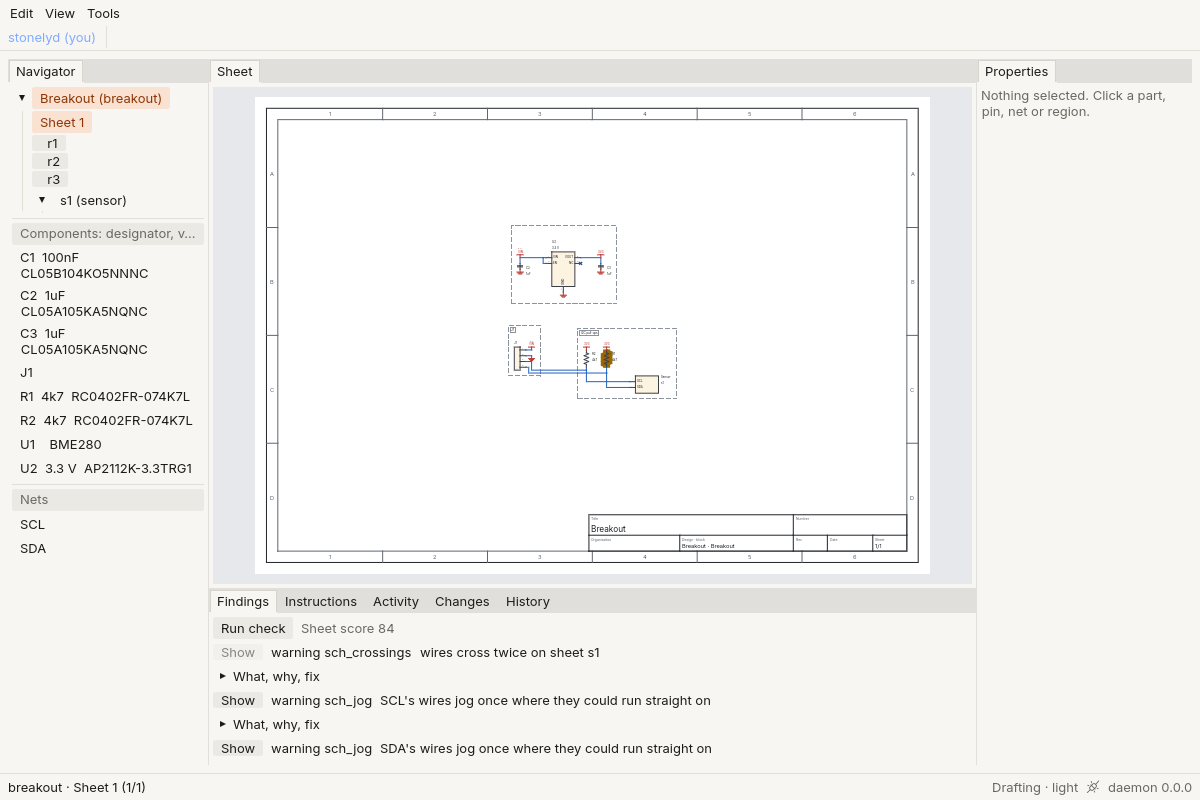 Edit View Tools
stonelyd (you)
Navigator
Breakout (breakout)
Sheet 1
r1
r2
r3
s1 (sensor)
Components: designator, v...
C1 100nF
CL05B104KO5NNNC
C2 1uF
CL05A105KA5NQNC
C3 1uF
CL05A105KA5NQNC
J1
R1 4k7 RC0402FR-074K7L
R2 4k7 RC0402FR-074K7L
U1 BME280
U2 3.3 V AP2112K-3.3TRG1
Nets
SCL
SDA
Sheet
1 2 3 4 5 6
A A
B B
C C
D D
Title
Breakout
Number
Organisation
Design · block
Breakout · Breakout
Rev
Date
Sheet
1/1
1 2 3 4 5 6
Findings Instructions Activity Changes History
Run check Sheet score 84
Show warning sch_crossings wires cross twice on sheet s1
What, why, fix
Show warning sch_jog SCL's wires jog once where they could run straight on
What, why, fix
Show warning sch_jog SDA's wires jog once where they could run straight on
Properties
Nothing selected. Click a part,
pin, net or region.
breakout · Sheet 1 (1/1)
Drafting · light daemon 0.0.0